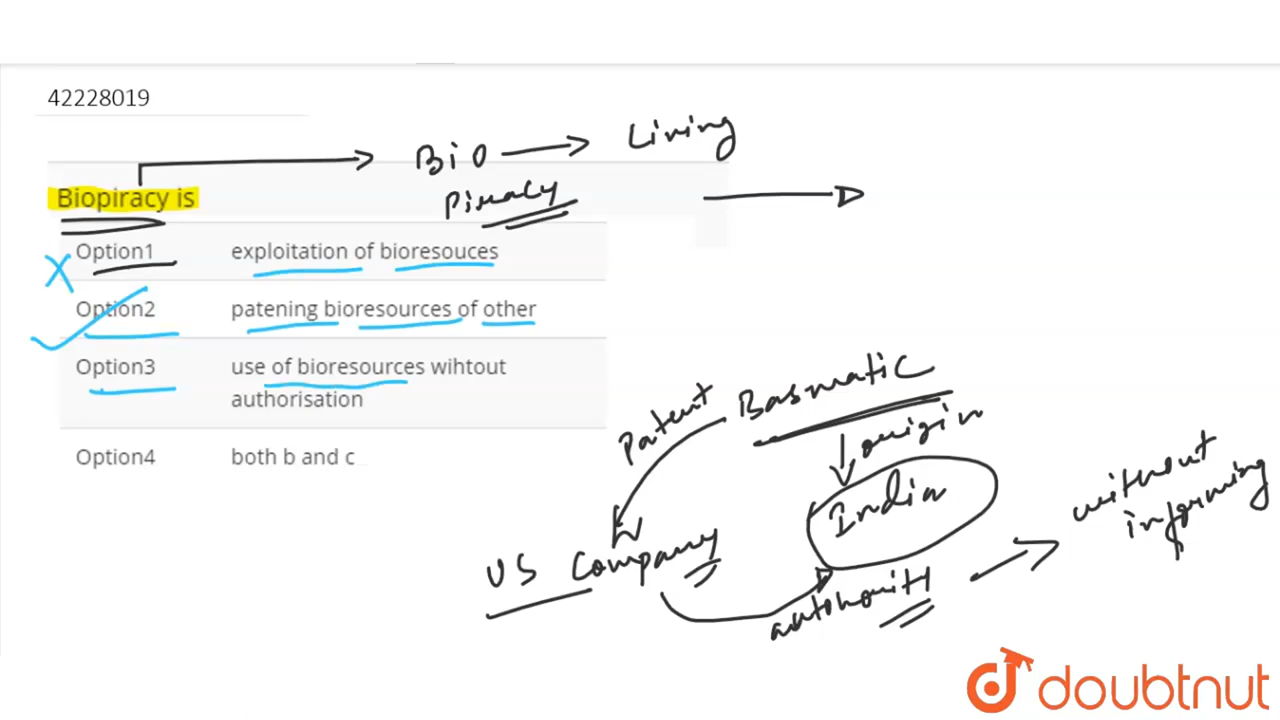 42228019
Bio → Living
Piracy
Biopiracy is
Option1 exploitation of bioresouces
X
Option2 patening bioresources of other
Option3 use of bioresources wihtout
authorisation
Option4 both b and c
Patent Basmatic
origin
India
without
informing
US Company
authority
doubtnut